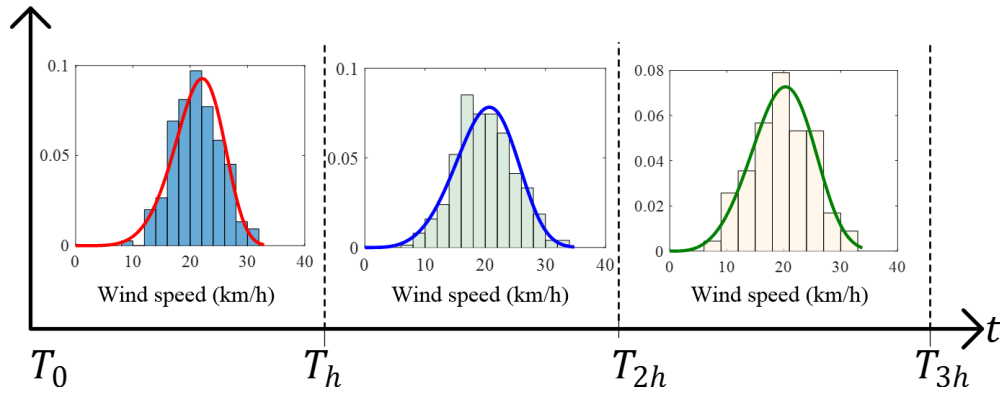 0.1 0.1 0.08
0.06
0.05 0.05 0.04
0.02
0 0 0
0 10 20 30 40 0 10 20 30 40 0 10 20 30 40
Wind speed (km/h) Wind speed (km/h) Wind speed (km/h)
t
T0 Th T2h T3h